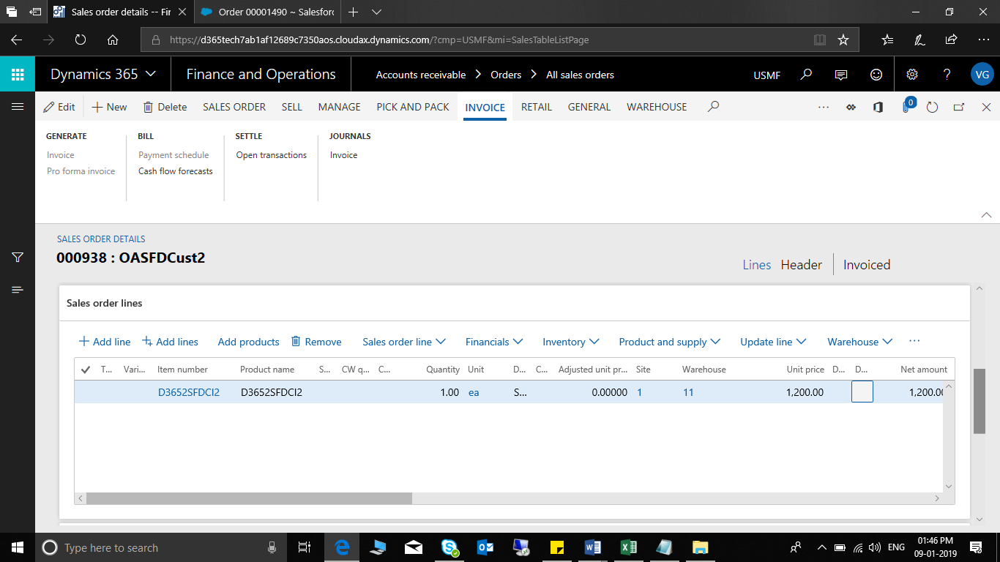 Sales order details -- Fir
Order 00001490 ~ Salesforc
https://d365tech7ab1af12689c7350aos.cloudax.dynamics.com/?cmp=USMF&mi=SalesTableListPage
Dynamics 365 Finance and Operations Accounts receivable > Orders > All sales orders USMF ? VG
Edit New Delete SALES ORDER SELL MANAGE PICK AND PACK INVOICE RETAIL GENERAL WAREHOUSE ... 0
GENERATE BILL SETTLE JOURNALS
Invoice Payment schedule Open transactions Invoice
Pro forma invoice Cash flow forecasts
SALES ORDER DETAILS
000938 : OASFDCust2
Lines Header Invoiced
Sales order lines
Add line Add lines Add products Remove Sales order line Financials Inventory Product and supply Update line Warehouse ...
T... Vari... Item number Product name S... CW q... C... Quantity Unit D... C... Adjusted unit pr... Site Warehouse Unit price D... D... Net amount
D3652SFDCI2 D3652SFDCI2 1.00 ea S... 0.00000 1 11 1,200.00 1,200.00
Type here to search
ENG 01:46 PM
09-01-2019